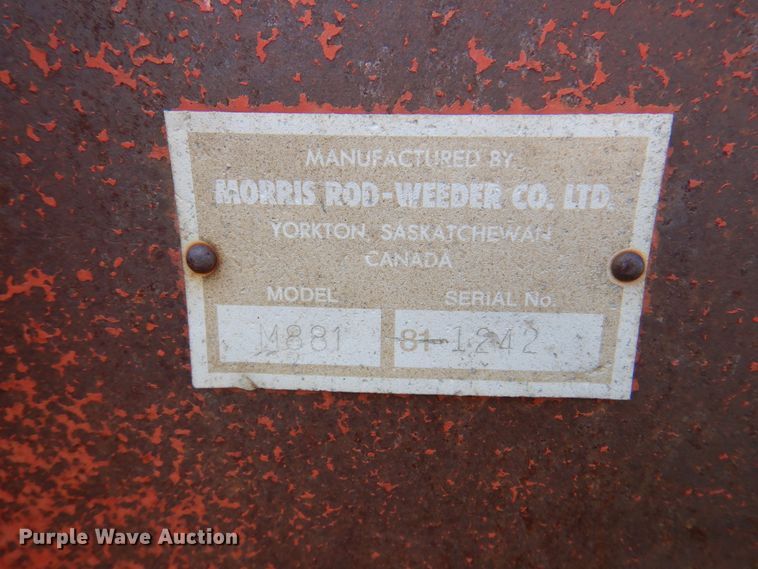 MANUFACTURED BY
MORRIS ROD-WEEDER CO. LTD.
YORKTON, SASKATCHEWAN
CANADA
MODEL SERIAL No.
M881 81-1242
Purple Wave Auction